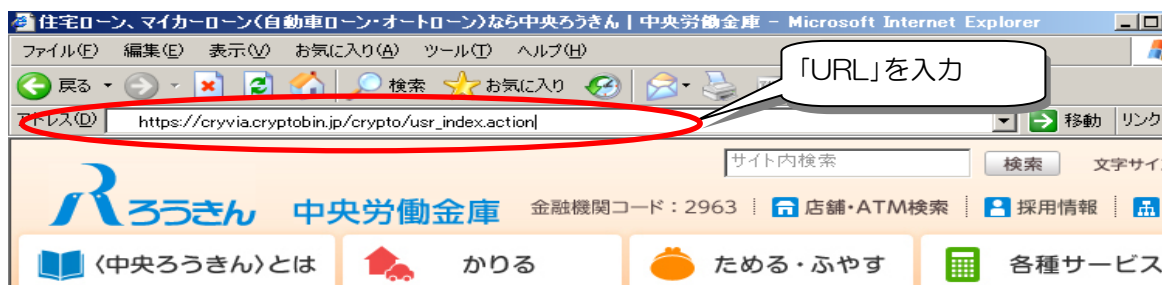 住宅ローン、マイカーローン(自動車ローン・オートローン)なら中央ろうきん | 中央労働金庫 - Microsoft Internet Explorer
ファイル(F) 編集(E) 表示(V) お気に入り(A) ツール(T) ヘルプ(H)
「URL」を入力
戻る 検索 お気に入り
アドレス(D) https://cryvia.cryptobin.jp/crypto/usr_index.action 移動 リンク
サイト内検索 検索 文字サイ
ろうきん 中央労働金庫 金融機関コード:2963 店舗・ATM検索 採用情報
〈中央ろうきん〉とは かりる ためる・ふやす 各種サービス